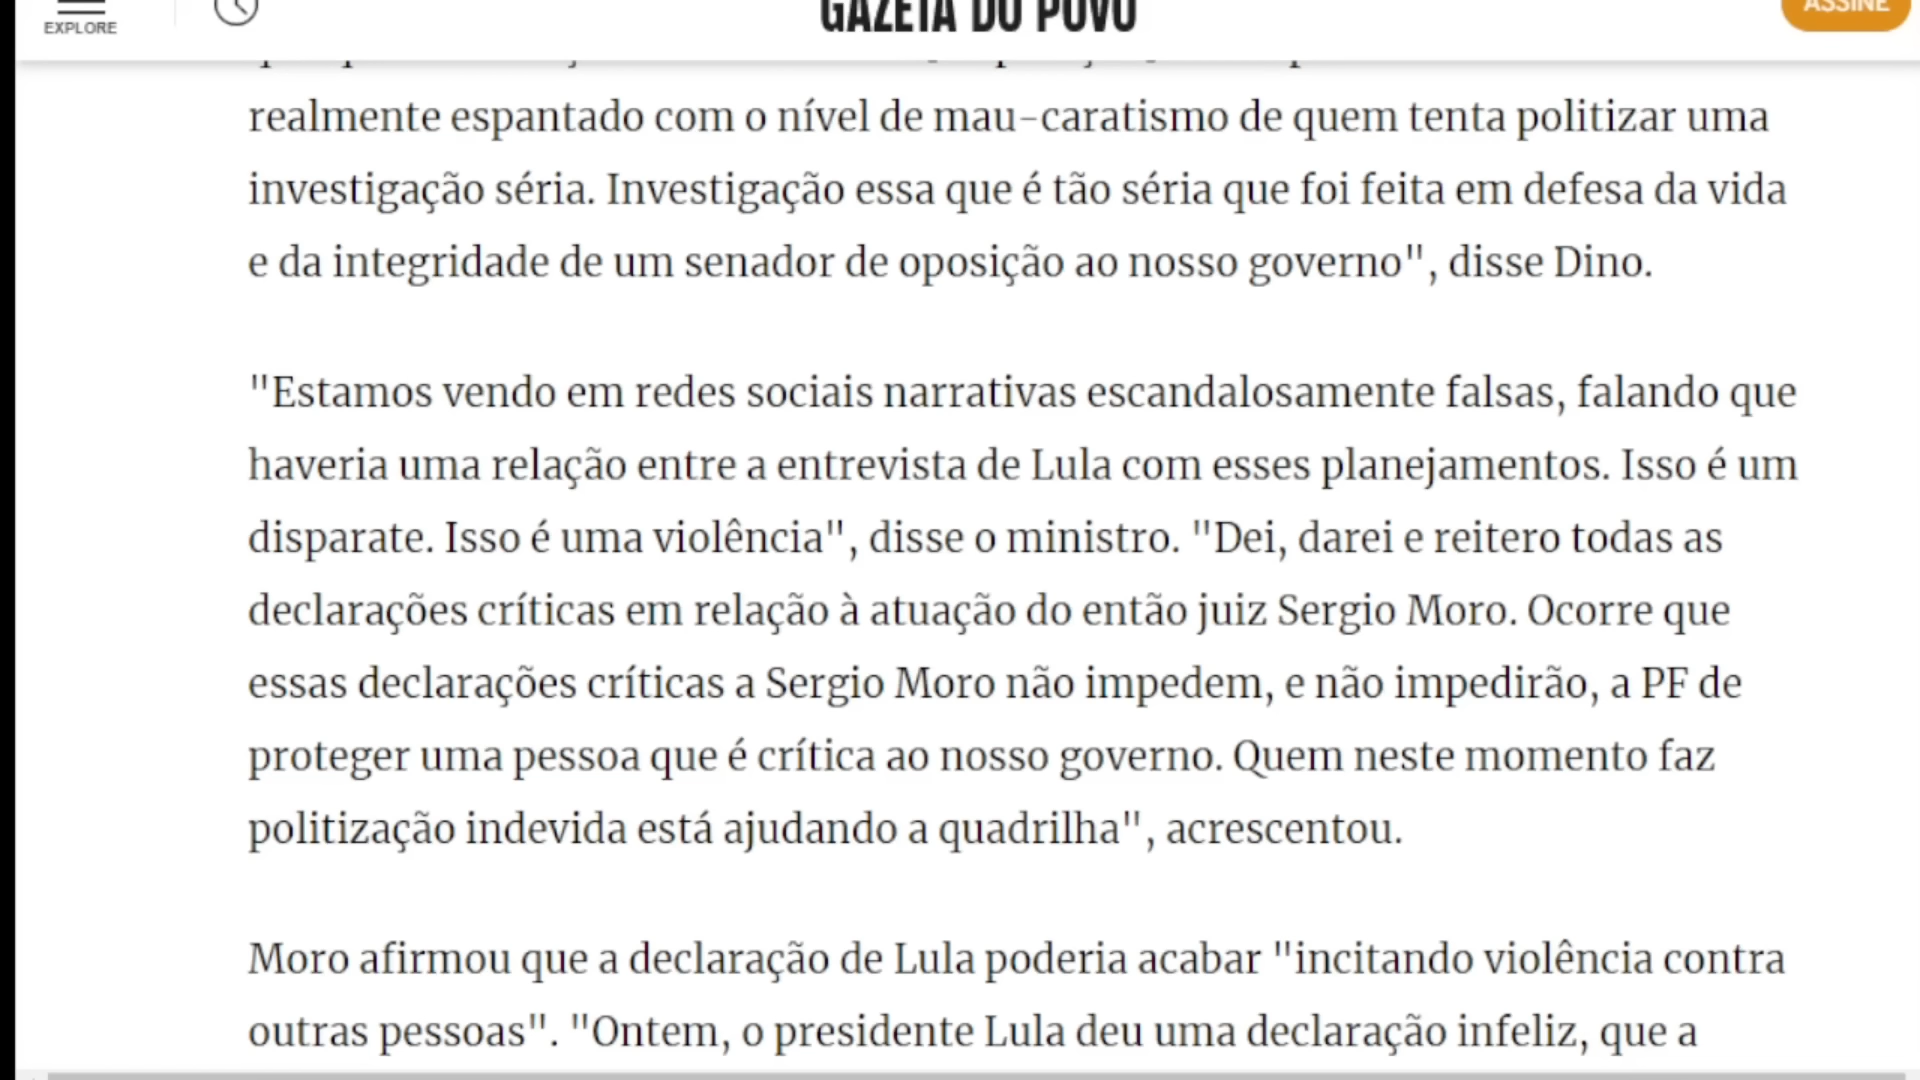 EXPLORE
GAZETA DO POVO
ASSINE
realmente espantado com o nível de mau-caratismo de quem tenta politizar uma
investigação séria. Investigação essa que é tão séria que foi feita em defesa da vida
e da integridade de um senador de oposição ao nosso governo", disse Dino.
"Estamos vendo em redes sociais narrativas escandalosamente falsas, falando que
haveria uma relação entre a entrevista de Lula com esses planejamentos. Isso é um
disparate. Isso é uma violência", disse o ministro. "Dei, darei e reitero todas as
declarações críticas em relação à atuação do então juiz Sergio Moro. Ocorre que
essas declarações críticas a Sergio Moro não impedem, e não impedirão, a PF de
proteger uma pessoa que é crítica ao nosso governo. Quem neste momento faz
politização indevida está ajudando a quadrilha", acrescentou.
Moro afirmou que a declaração de Lula poderia acabar "incitando violência contra
outras pessoas". "Ontem, o presidente Lula deu uma declaração infeliz, que a